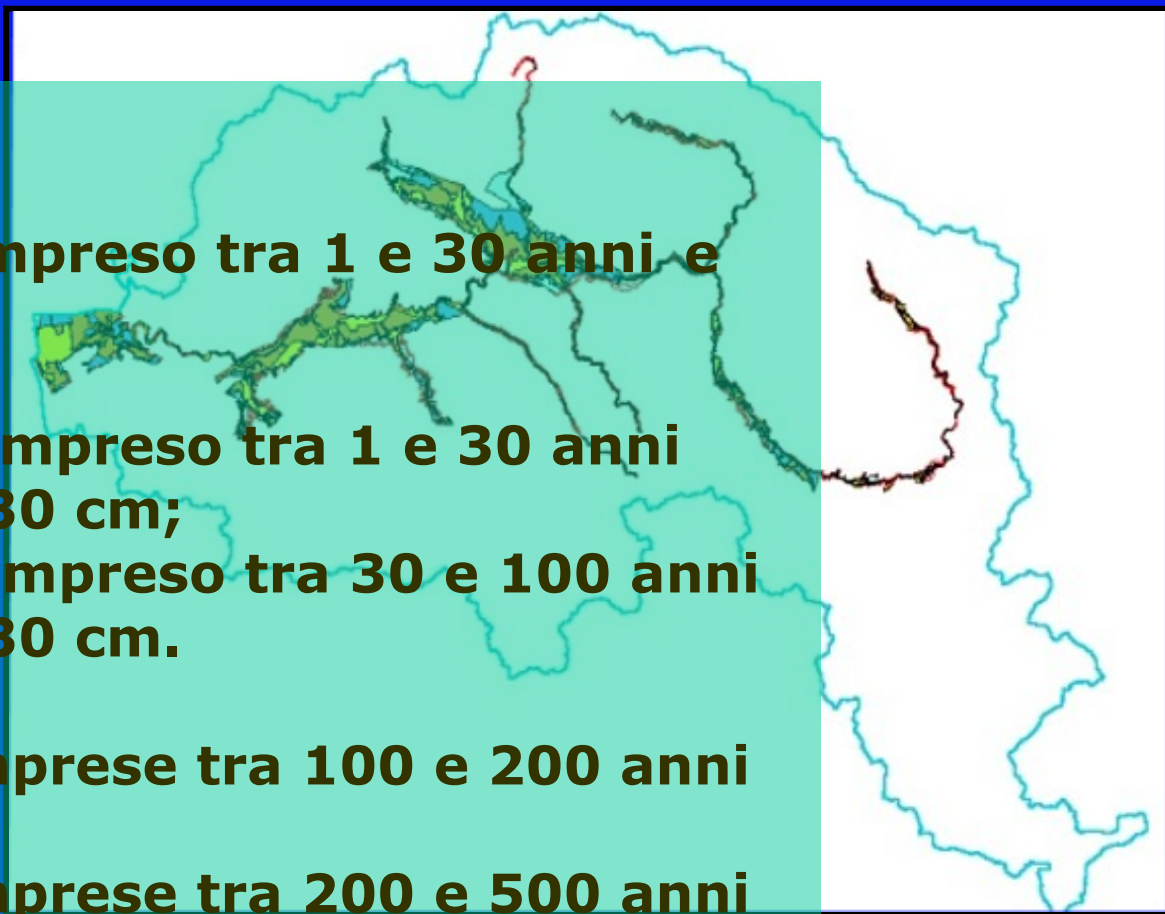 mpreso tra 1 e 30 anni e
mpreso tra 1 e 30 anni
30 cm;
mpreso tra 30 e 100 anni
30 cm.
mprese tra 100 e 200 anni
mprese tra 200 e 500 anni